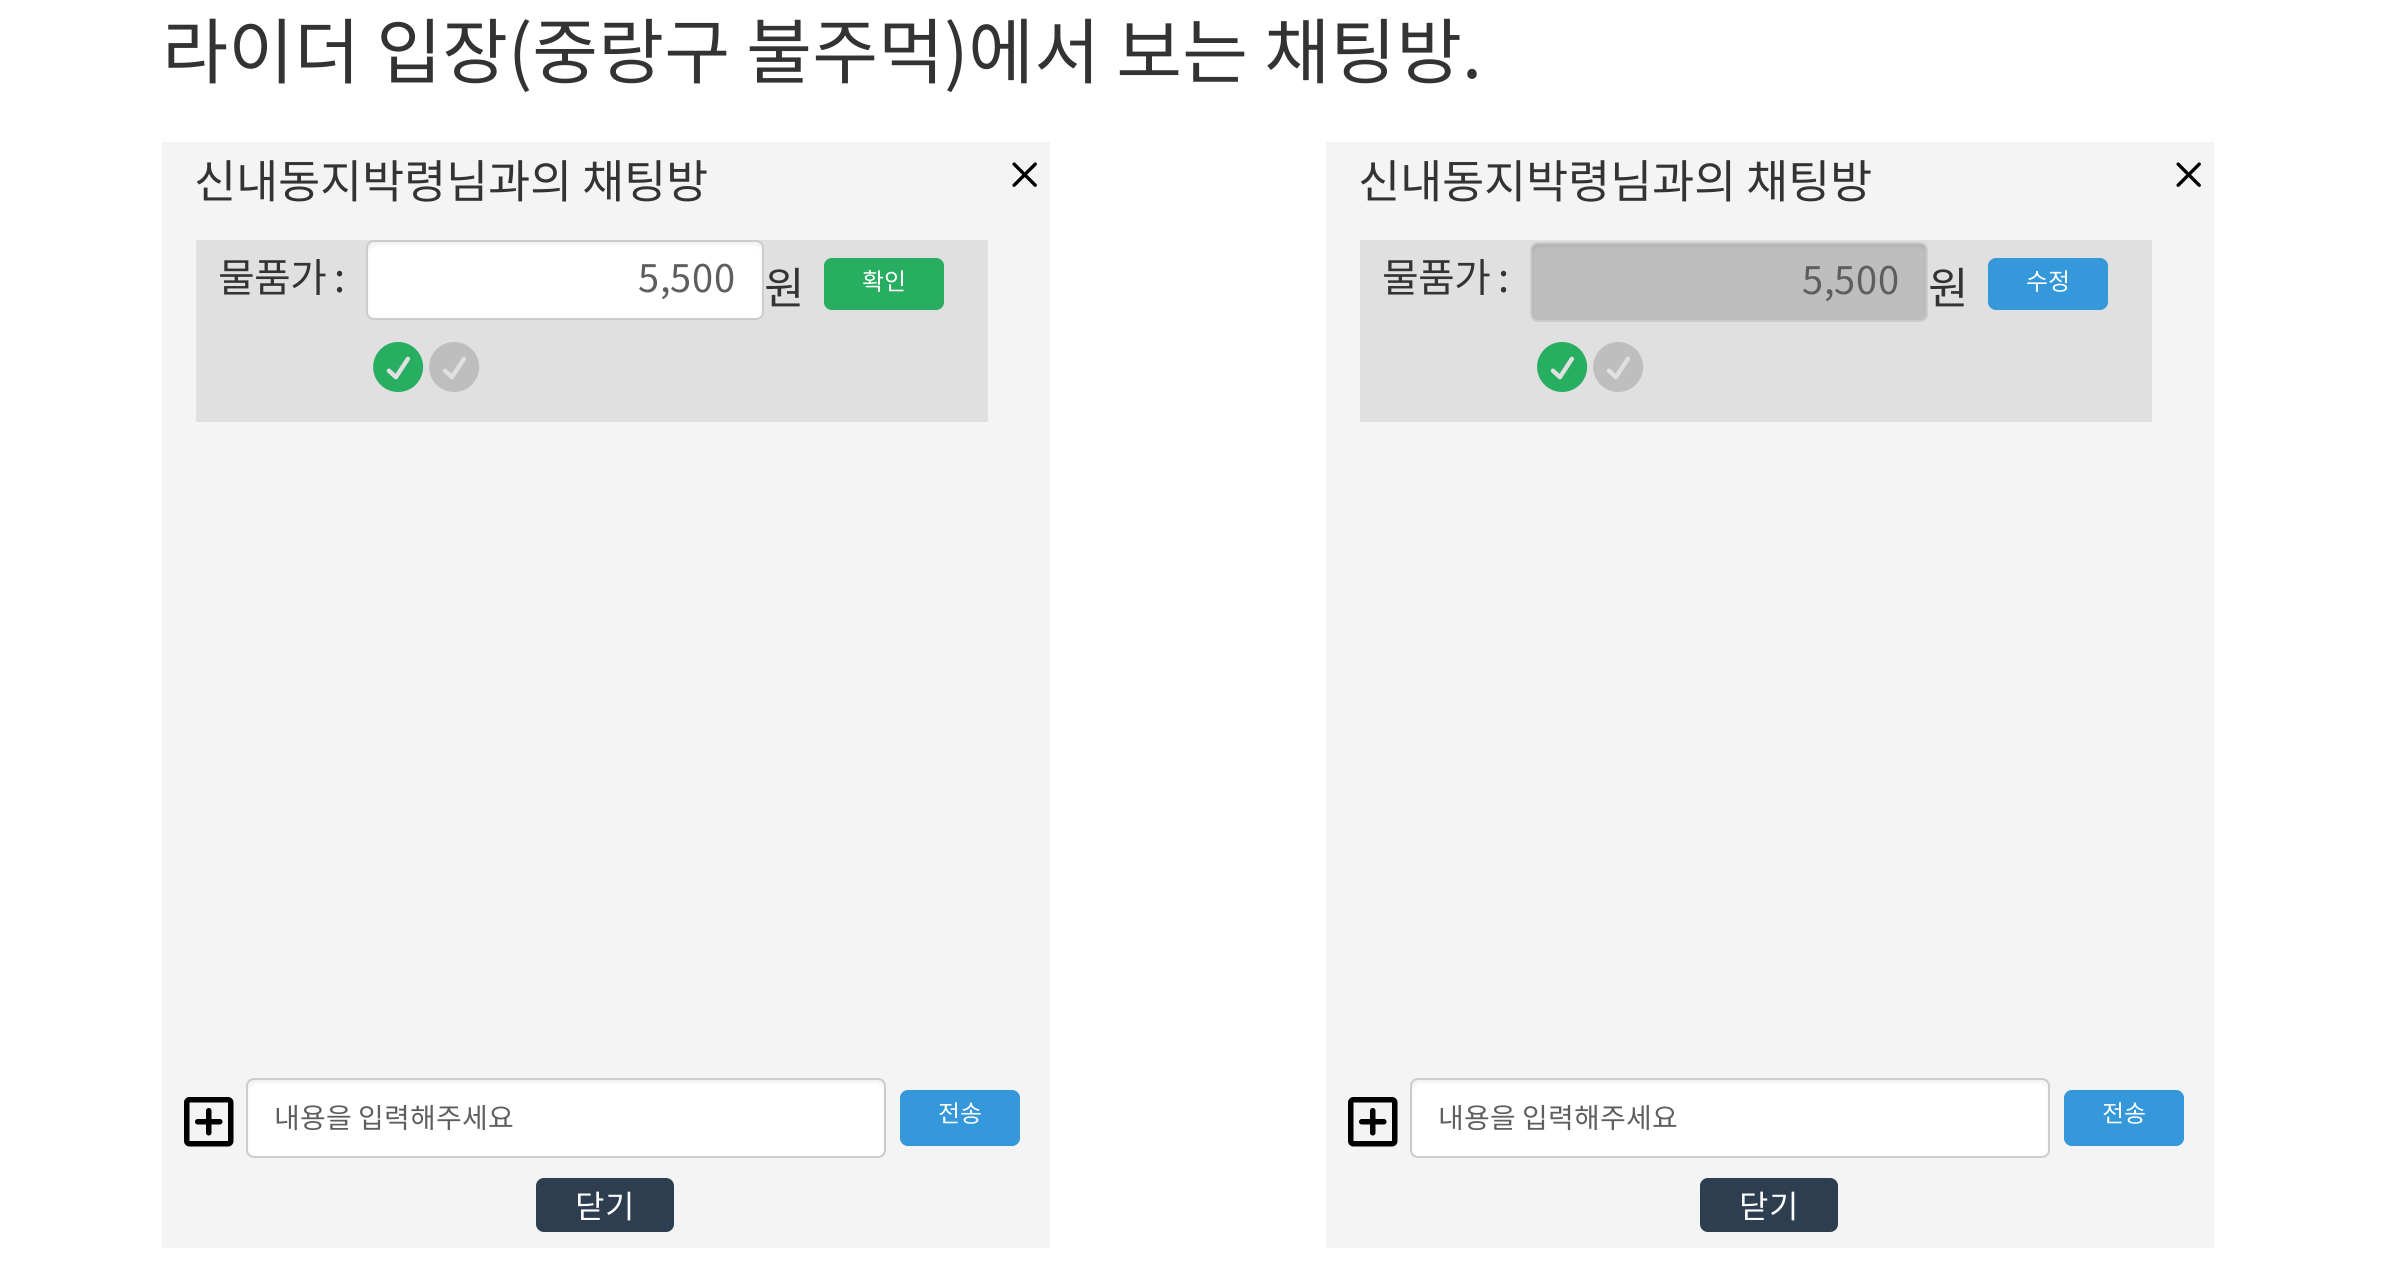 라이더 입장(중랑구 불주먹)에서 보는 채팅방.
신내동지박령님과의 채팅방
물품가 : 5,500 원 확인
내용을 입력해주세요 전송
닫기
신내동지박령님과의 채팅방
물품가 : 5,500 원 수정
내용을 입력해주세요 전송
닫기